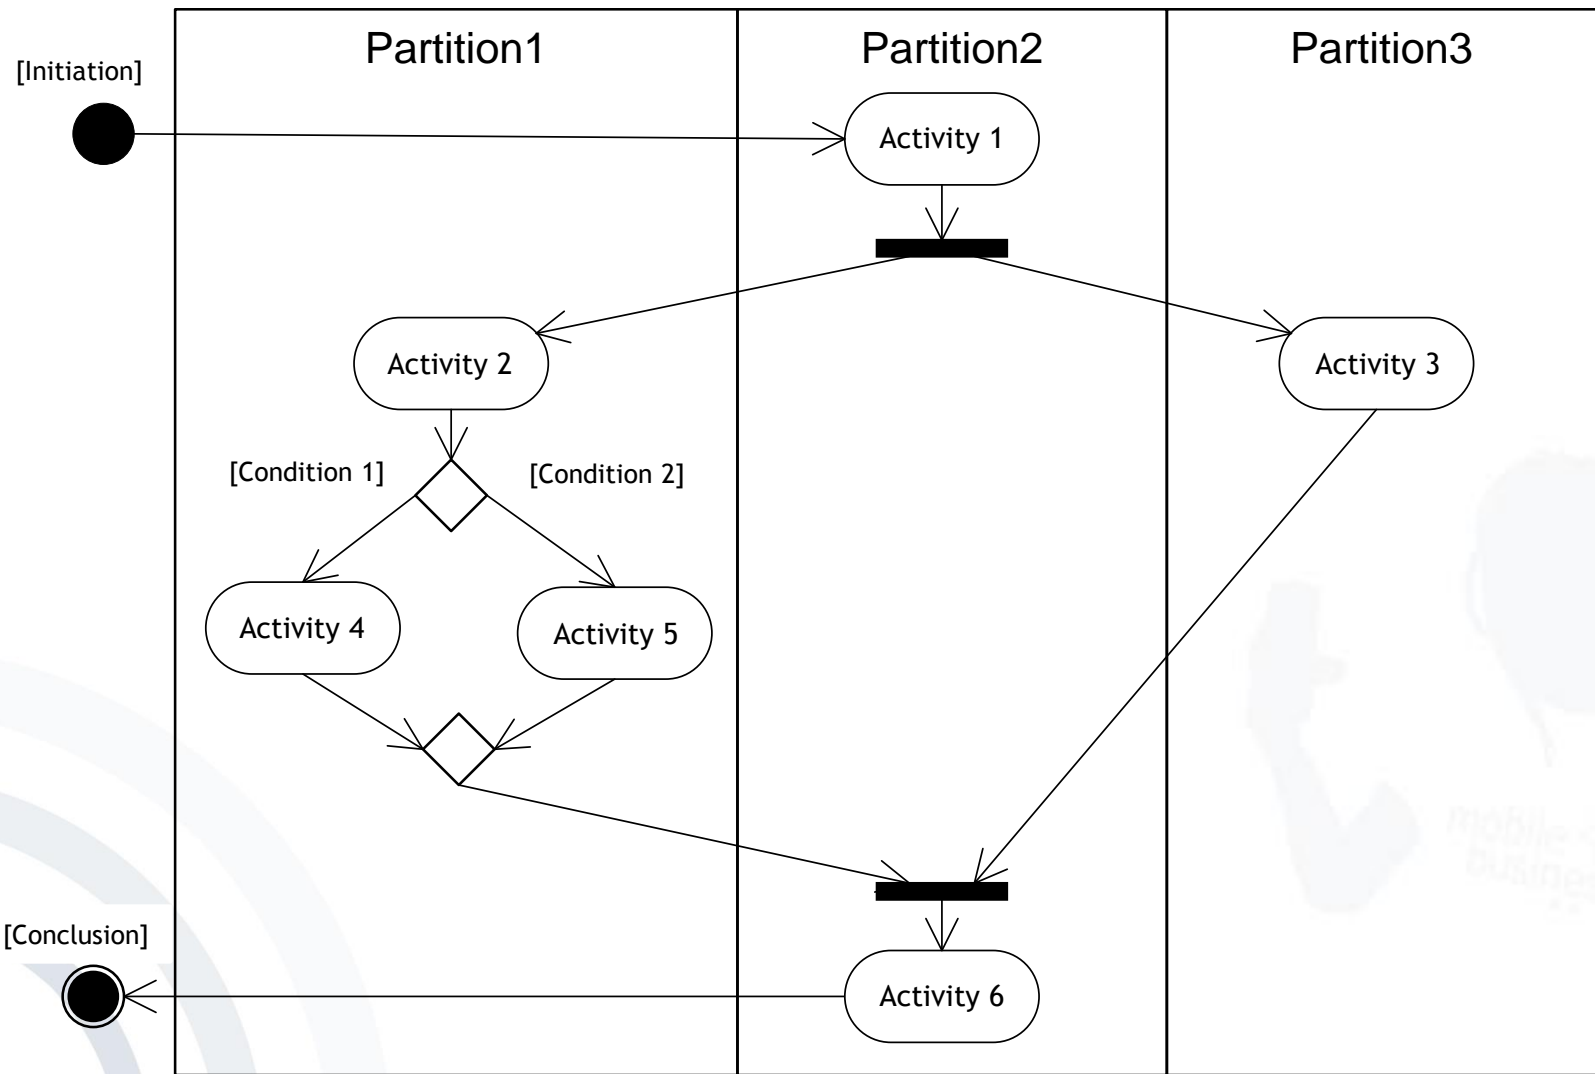 Partition1
Partition2
Partition3
[Initiation]
Activity 1
Activity 2
Activity 3
[Condition 1]
[Condition 2]
Activity 4
Activity 5
mobile
[Conclusion]
Activity 6